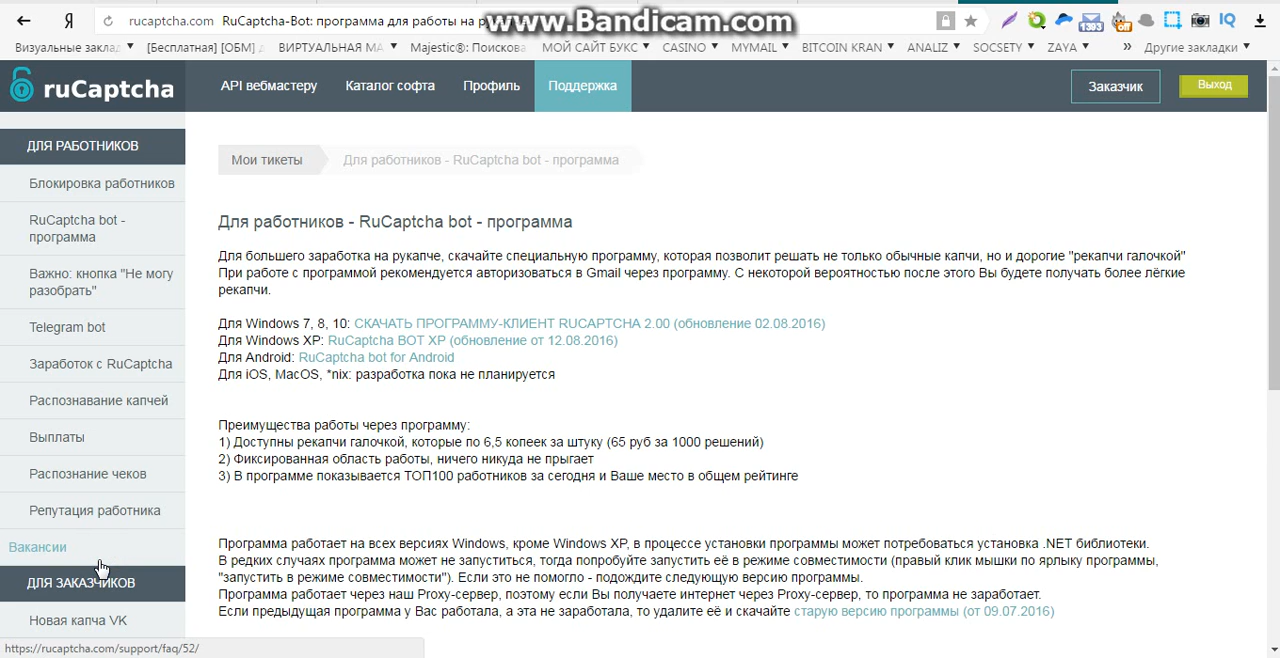 Я
rucaptcha.com RuCaptcha-Bot: программа для работы на
www.Bandicam.com
1393
off
IQ
Визуальные заклад
[Бесплатная] [ОБМ]
ВИРТУАЛЬНАЯ МА
Majestic®: Поискова
МОЙ САЙТ БУКС
CASINO
MYMAIL
BITCOIN KRAN
ANALIZ
SOCSETY
ZAYA
»
Другие закладки
ruCaptcha
API вебмастеру
Каталог софта
Профиль
Поддержка
Заказчик
Выход
ДЛЯ РАБОТНИКОВ
Блокировка работников
RuCaptcha bot -
программа
Важно: кнопка "Не могу
разобрать"
Telegram bot
Заработок с RuCaptcha
Распознавание капчей
Выплаты
Распознание чеков
Репутация работника
Вакансии
ДЛЯ ЗАКАЗЧИКОВ
Новая капча VK
Мои тикеты
Для работников - RuCaptcha bot - программа
Для работников - RuCaptcha bot - программа
Для большего заработка на рукапче, скачайте специальную программу, которая позволит решать не только обычные капчи, но и дорогие "рекапчи галочкой"
При работе с программой рекомендуется авторизоваться в Gmail через программу. С некоторой вероятностью после этого Вы будете получать более лёгкие
рекапчи.
Для Windows 7, 8, 10: СКАЧАТЬ ПРОГРАММУ-КЛИЕНТ RUCAPTCHA 2.00 (обновление 02.08.2016)
Для Windows XP: RuCaptcha BOT XP (обновление от 12.08.2016)
Для Android: RuCaptcha bot for Android
Для iOS, MacOS, *nix: разработка пока не планируется
Преимущества работы через программу:
1) Доступны рекапчи галочкой, которые по 6,5 копеек за штуку (65 руб за 1000 решений)
2) Фиксированная область работы, ничего никуда не прыгает
3) В программе показывается ТОП100 работников за сегодня и Ваше место в общем рейтинге
Программа работает на всех версиях Windows, кроме Windows XP, в процессе установки программы может потребоваться установка .NET библиотеки.
В редких случаях программа может не запуститься, тогда попробуйте запустить её в режиме совместимости (правый клик мышки по ярлыку программы,
"запустить в режиме совместимости"). Если это не помогло - подождите следующую версию программы.
Программа работает через наш Proxy-сервер, поэтому если Вы получаете интернет через Proxy-сервер, то программа не заработает.
Если предыдущая программа у Вас работала, а эта не заработала, то удалите её и скачайте старую версию программы (от 09.07.2016)
https://rucaptcha.com/support/faq/52/